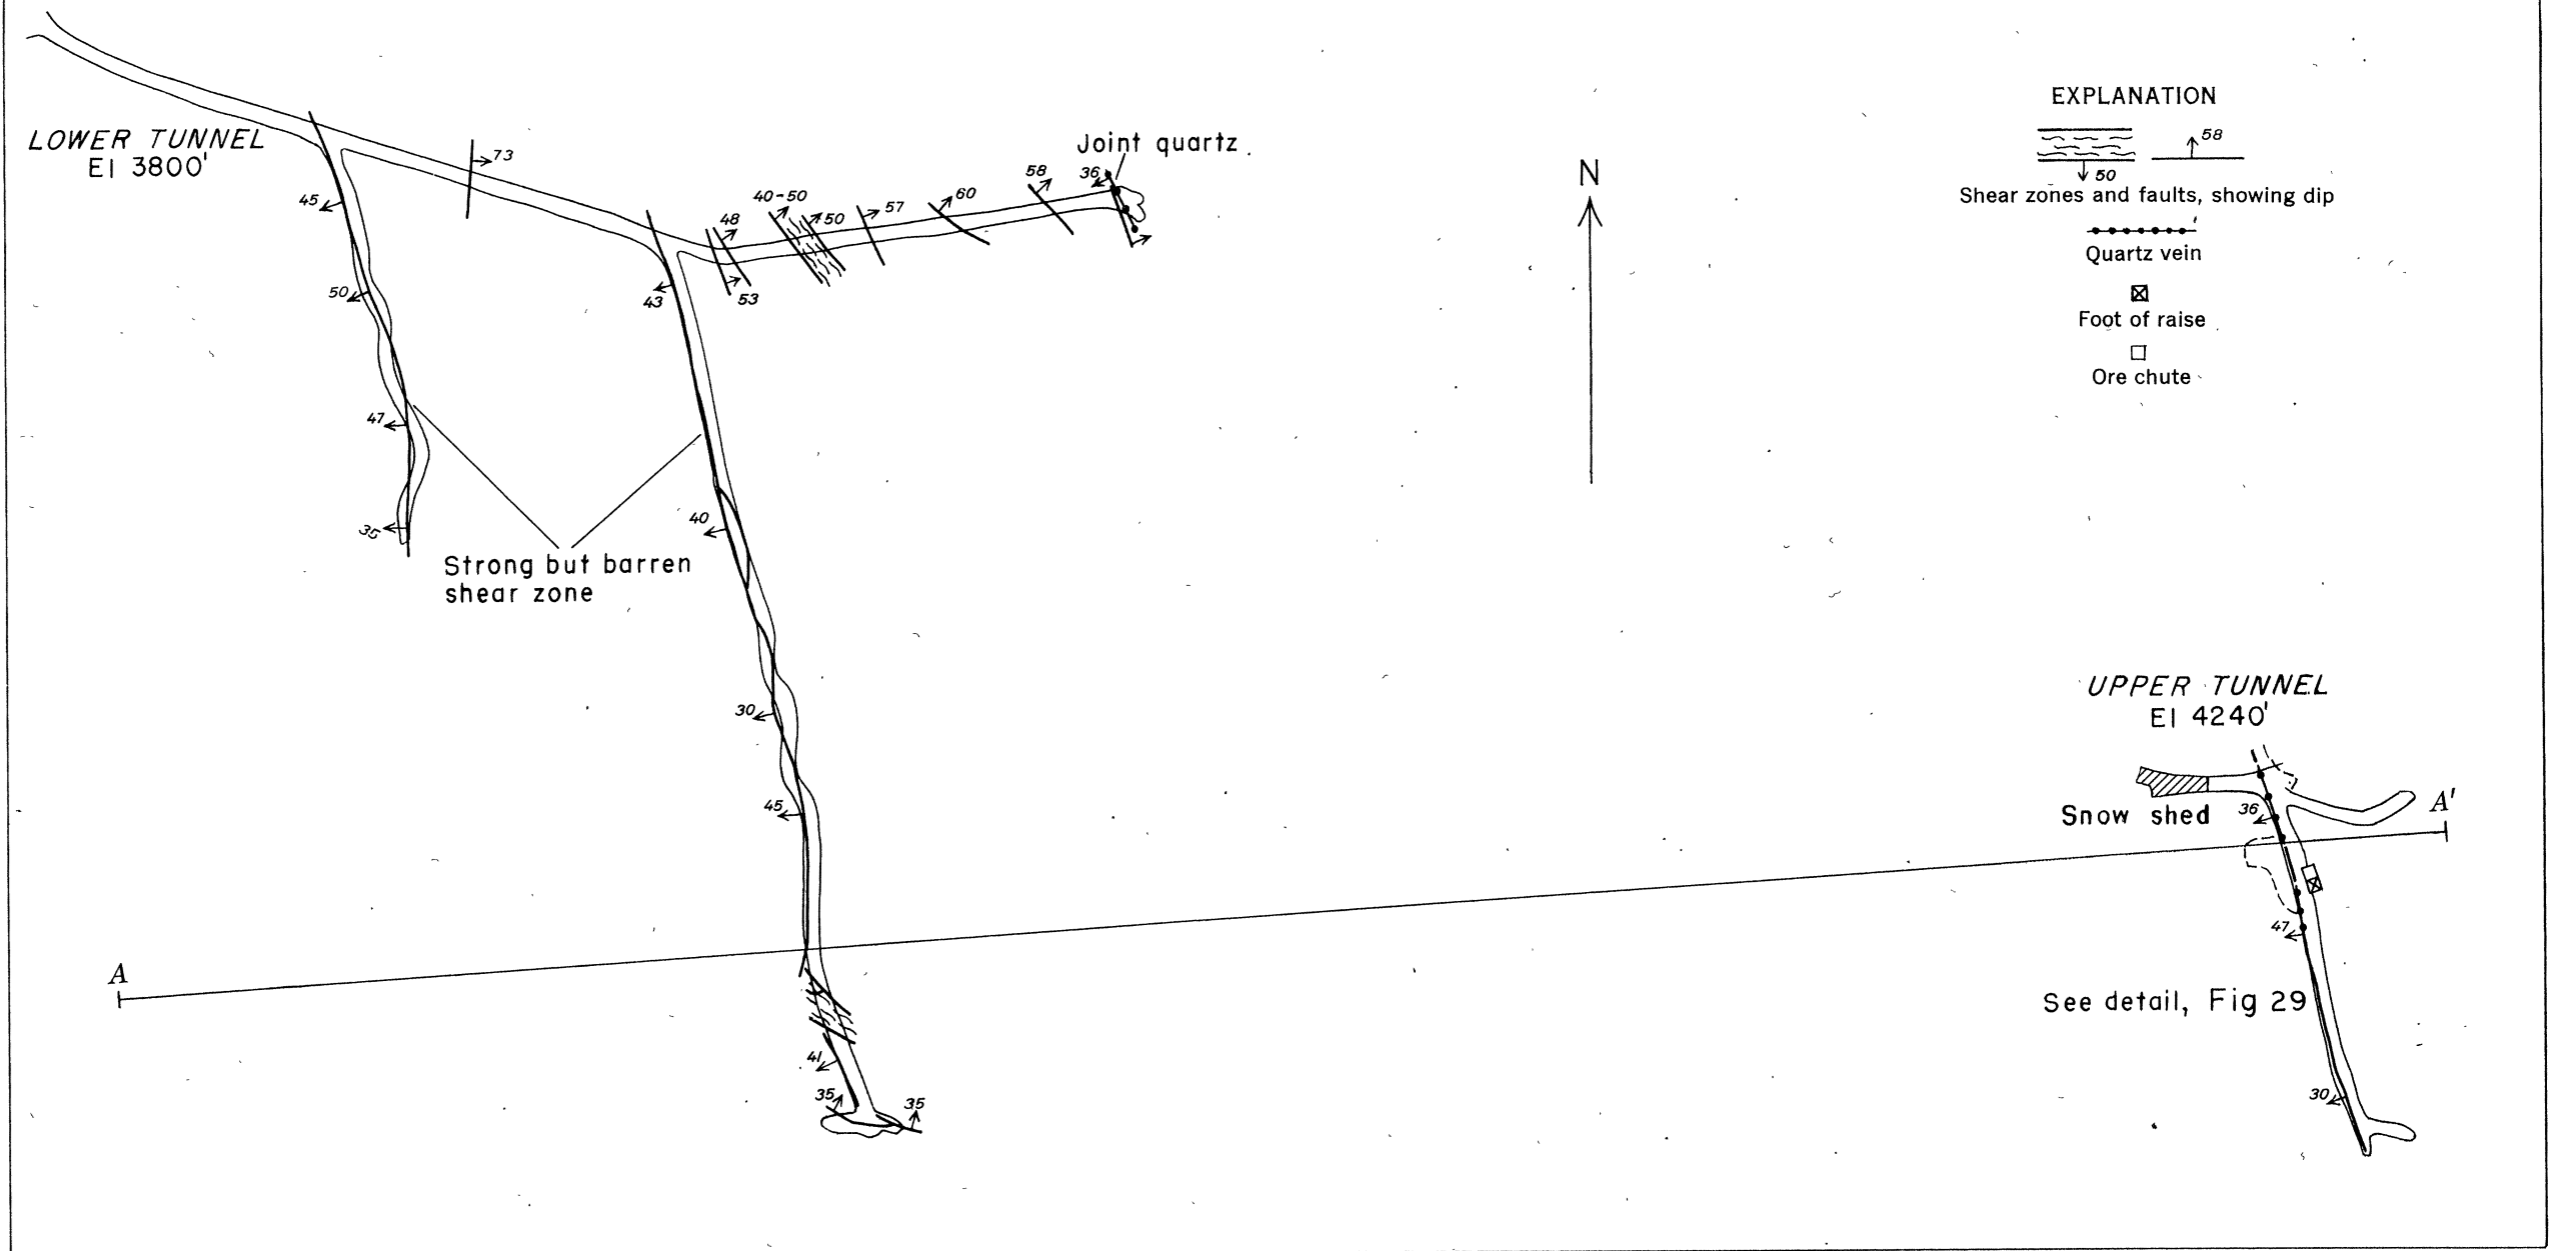 LOWER TUNNEL
El 3800'
45
50
47
35
73
43
48
53
40-50
50
57
60
58
Joint quartz
36
Strong but barren
shear zone
40
30
45
41
35
35
N
EXPLANATION
58
50
Shear zones and faults, showing dip
Quartz vein
Foot of raise
Ore chute
UPPER TUNNEL
El 4240'
Snow shed
36
47
See detail, Fig 29
30
A
A'